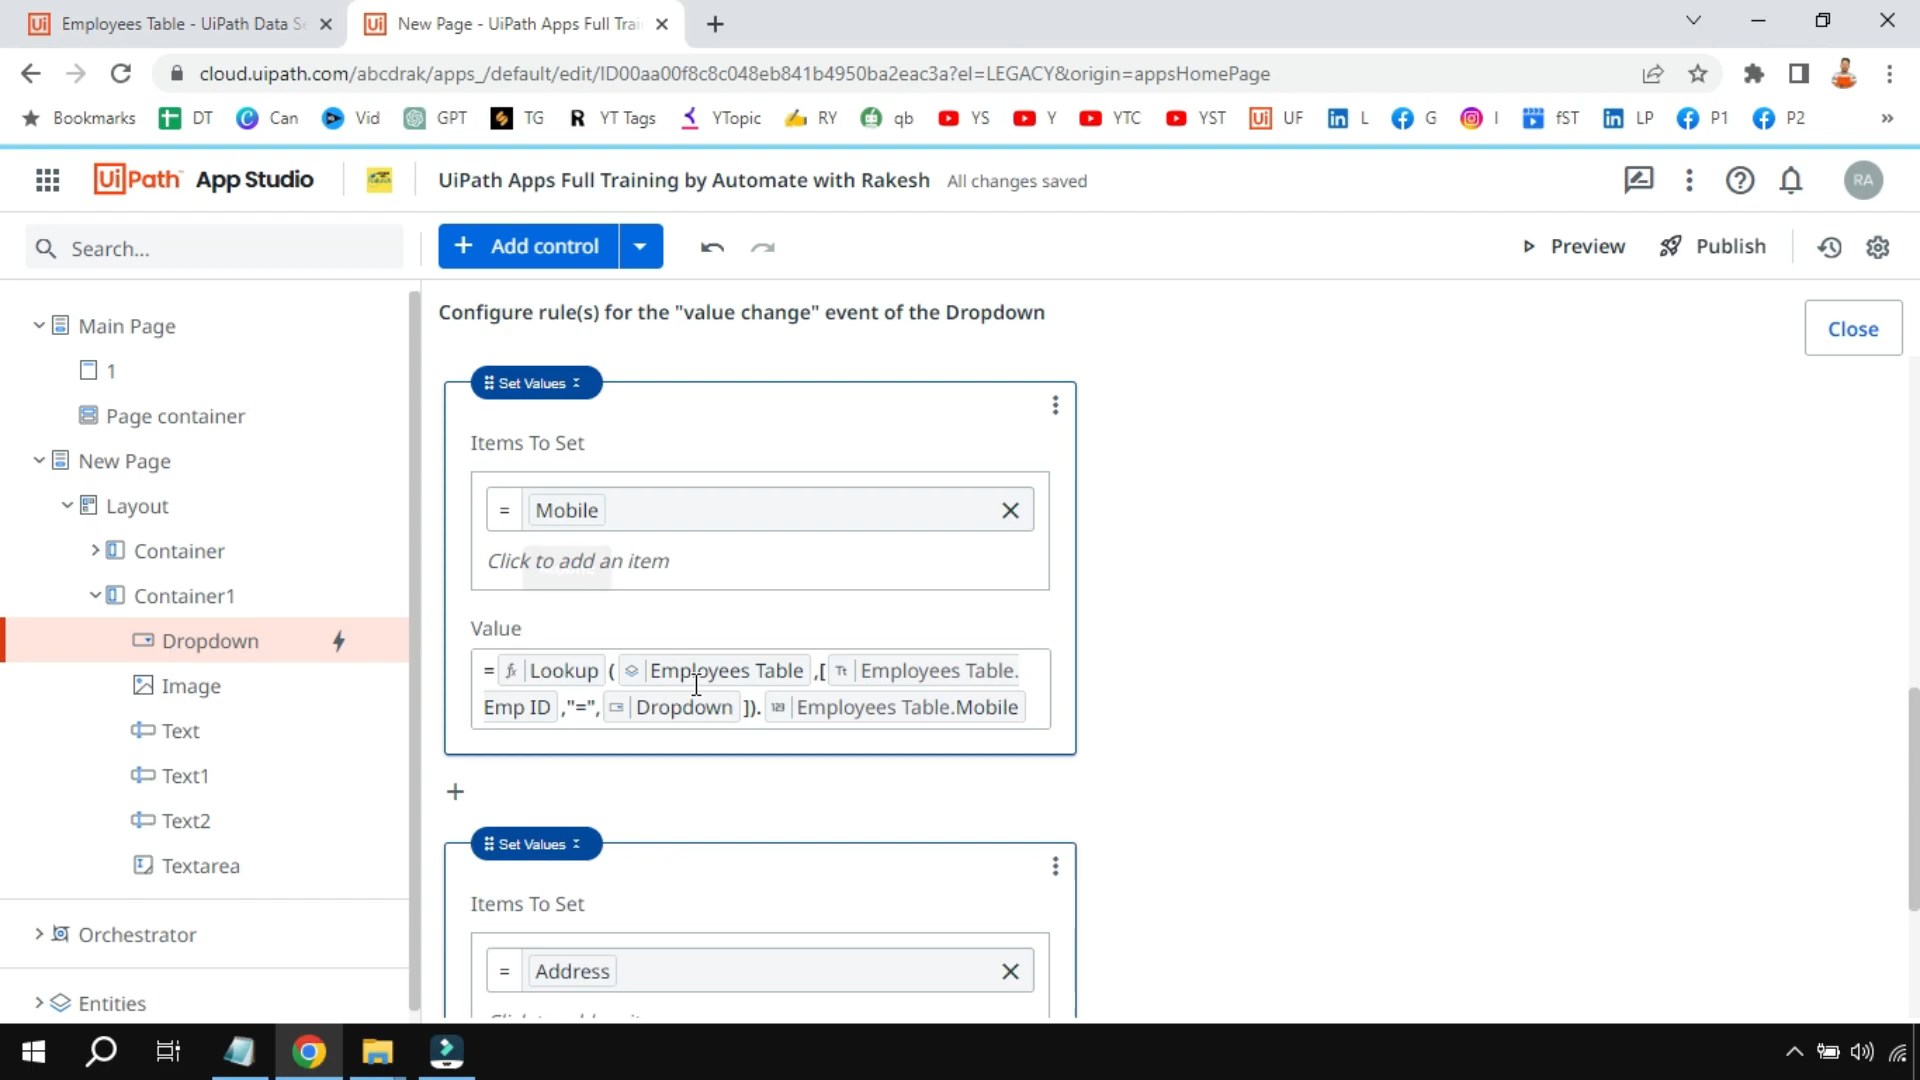 Employees Table - UiPath Data Se
New Page - UiPath Apps Full Trai
cloud.uipath.com/abcdrak/apps_/default/edit/ID00aa00f8c8c048eb841b4950ba2eac3a?el=LEGACY&origin=appsHomePage
Bookmarks DT Can Vid GPT TG R YT Tags YTopic RY qb YS Y YTC YST Ui UF L G I fST LP P1 P2 »
UiPath App Studio
UiPath Apps Full Training by Automate with Rakesh All changes saved
RA
Search...
+ Add control
Preview
Publish
Configure rule(s) for the "value change" event of the Dropdown
Close
Main Page
1
Page container
New Page
Layout
Container
Container1
Dropdown
Image
Text
Text1
Text2
Textarea
Orchestrator
Entities
Set Values
Items To Set
= Mobile
Click to add an item
Value
= fx Lookup ( Employees Table ,[ Tt Employees Table.
Emp ID ,"=", Dropdown ]). 123 Employees Table.Mobile
+
Set Values
Items To Set
= Address